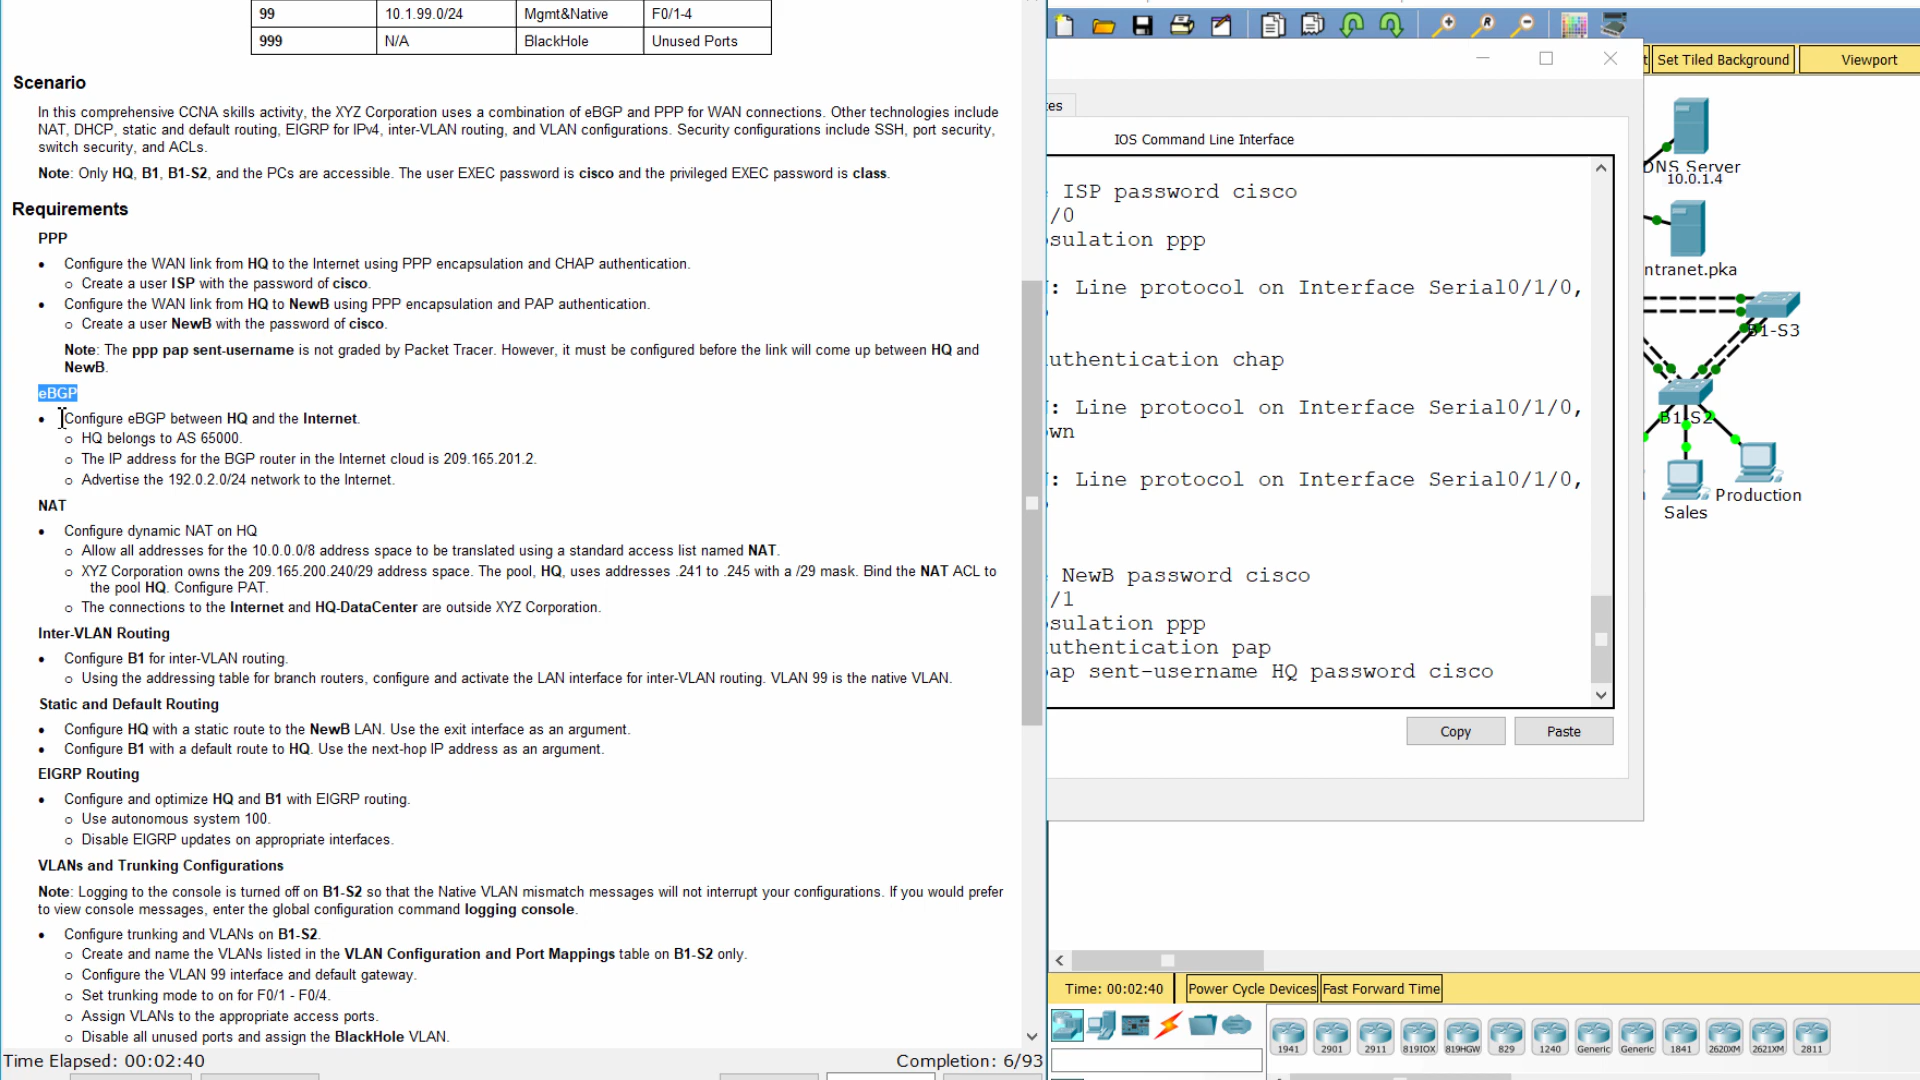 99 10.1.99.0/24 Mgmt&Native F0/1-4
999 N/A BlackHole Unused Ports
Scenario
In this comprehensive CCNA skills activity, the XYZ Corporation uses a combination of eBGP and PPP for WAN connections. Other technologies include
NAT, DHCP, static and default routing, EIGRP for IPv4, inter-VLAN routing, and VLAN configurations. Security configurations include SSH, port security,
switch security, and ACLs.
Note: Only HQ, B1, B1-S2, and the PCs are accessible. The user EXEC password is cisco and the privileged EXEC password is class.
Requirements
PPP
• Configure the WAN link from HQ to the Internet using PPP encapsulation and CHAP authentication.
o Create a user ISP with the password of cisco.
• Configure the WAN link from HQ to NewB using PPP encapsulation and PAP authentication.
o Create a user NewB with the password of cisco.
Note: The ppp pap sent-username is not graded by Packet Tracer. However, it must be configured before the link will come up between HQ and
NewB.
eBGP
• Configure eBGP between HQ and the Internet.
o HQ belongs to AS 65000.
o The IP address for the BGP router in the Internet cloud is 209.165.201.2.
o Advertise the 192.0.2.0/24 network to the Internet.
NAT
• Configure dynamic NAT on HQ
o Allow all addresses for the 10.0.0.0/8 address space to be translated using a standard access list named NAT.
o XYZ Corporation owns the 209.165.200.240/29 address space. The pool, HQ, uses addresses .241 to .245 with a /29 mask. Bind the NAT ACL to
the pool HQ. Configure PAT.
o The connections to the Internet and HQ-DataCenter are outside XYZ Corporation.
Inter-VLAN Routing
• Configure B1 for inter-VLAN routing.
o Using the addressing table for branch routers, configure and activate the LAN interface for inter-VLAN routing. VLAN 99 is the native VLAN.
Static and Default Routing
• Configure HQ with a static route to the NewB LAN. Use the exit interface as an argument.
• Configure B1 with a default route to HQ. Use the next-hop IP address as an argument.
EIGRP Routing
• Configure and optimize HQ and B1 with EIGRP routing.
o Use autonomous system 100.
o Disable EIGRP updates on appropriate interfaces.
VLANs and Trunking Configurations
Note: Logging to the console is turned off on B1-S2 so that the Native VLAN mismatch messages will not interrupt your configurations. If you would prefer
to view console messages, enter the global configuration command logging console.
• Configure trunking and VLANs on B1-S2.
o Create and name the VLANs listed in the VLAN Configuration and Port Mappings table on B1-S2 only.
o Configure the VLAN 99 interface and default gateway.
o Set trunking mode to on for F0/1 - F0/4.
o Assign VLANs to the appropriate access ports.
o Disable all unused ports and assign the BlackHole VLAN.
Time Elapsed: 00:02:40 Completion: 6/93
Set Tiled Background Viewport
IOS Command Line Interface
ISP password cisco
/0
sulation ppp
: Line protocol on Interface Serial0/1/0,
uthentication chap
: Line protocol on Interface Serial0/1/0,
wn
: Line protocol on Interface Serial0/1/0,
NewB password cisco
/1
sulation ppp
uthentication pap
ap sent-username HQ password cisco
Copy Paste
DNS Server
10.0.1.4
ntranet.pka
B1-S3
B1-S2
Sales
Production
Time: 00:02:40 Power Cycle Devices Fast Forward Time
1941 2901 2911 819IOX 819HGW 829 1240 Generic Generic 1841 2620XM 2621XM 2811